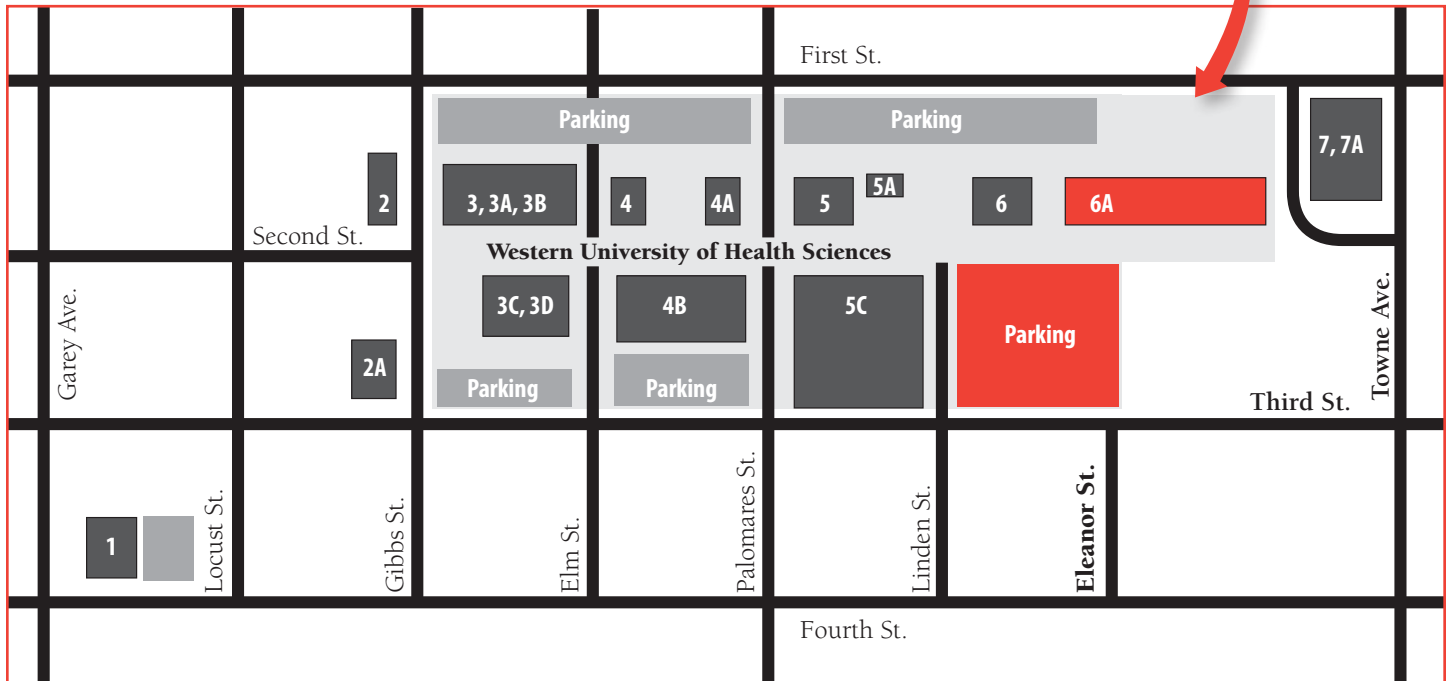 First St.
Parking
Parking
7, 7A
2
3, 3A, 3B
4
4A
5
5A
6
6A
Second St.
Western University of Health Sciences
Garey Ave.
2A
3C, 3D
4B
5C
Parking
Towne Ave.
Parking
Parking
Third St.
1
Locust St.
Gibbs St.
Elm St.
Palomares St.
Linden St.
Eleanor St.
Fourth St.